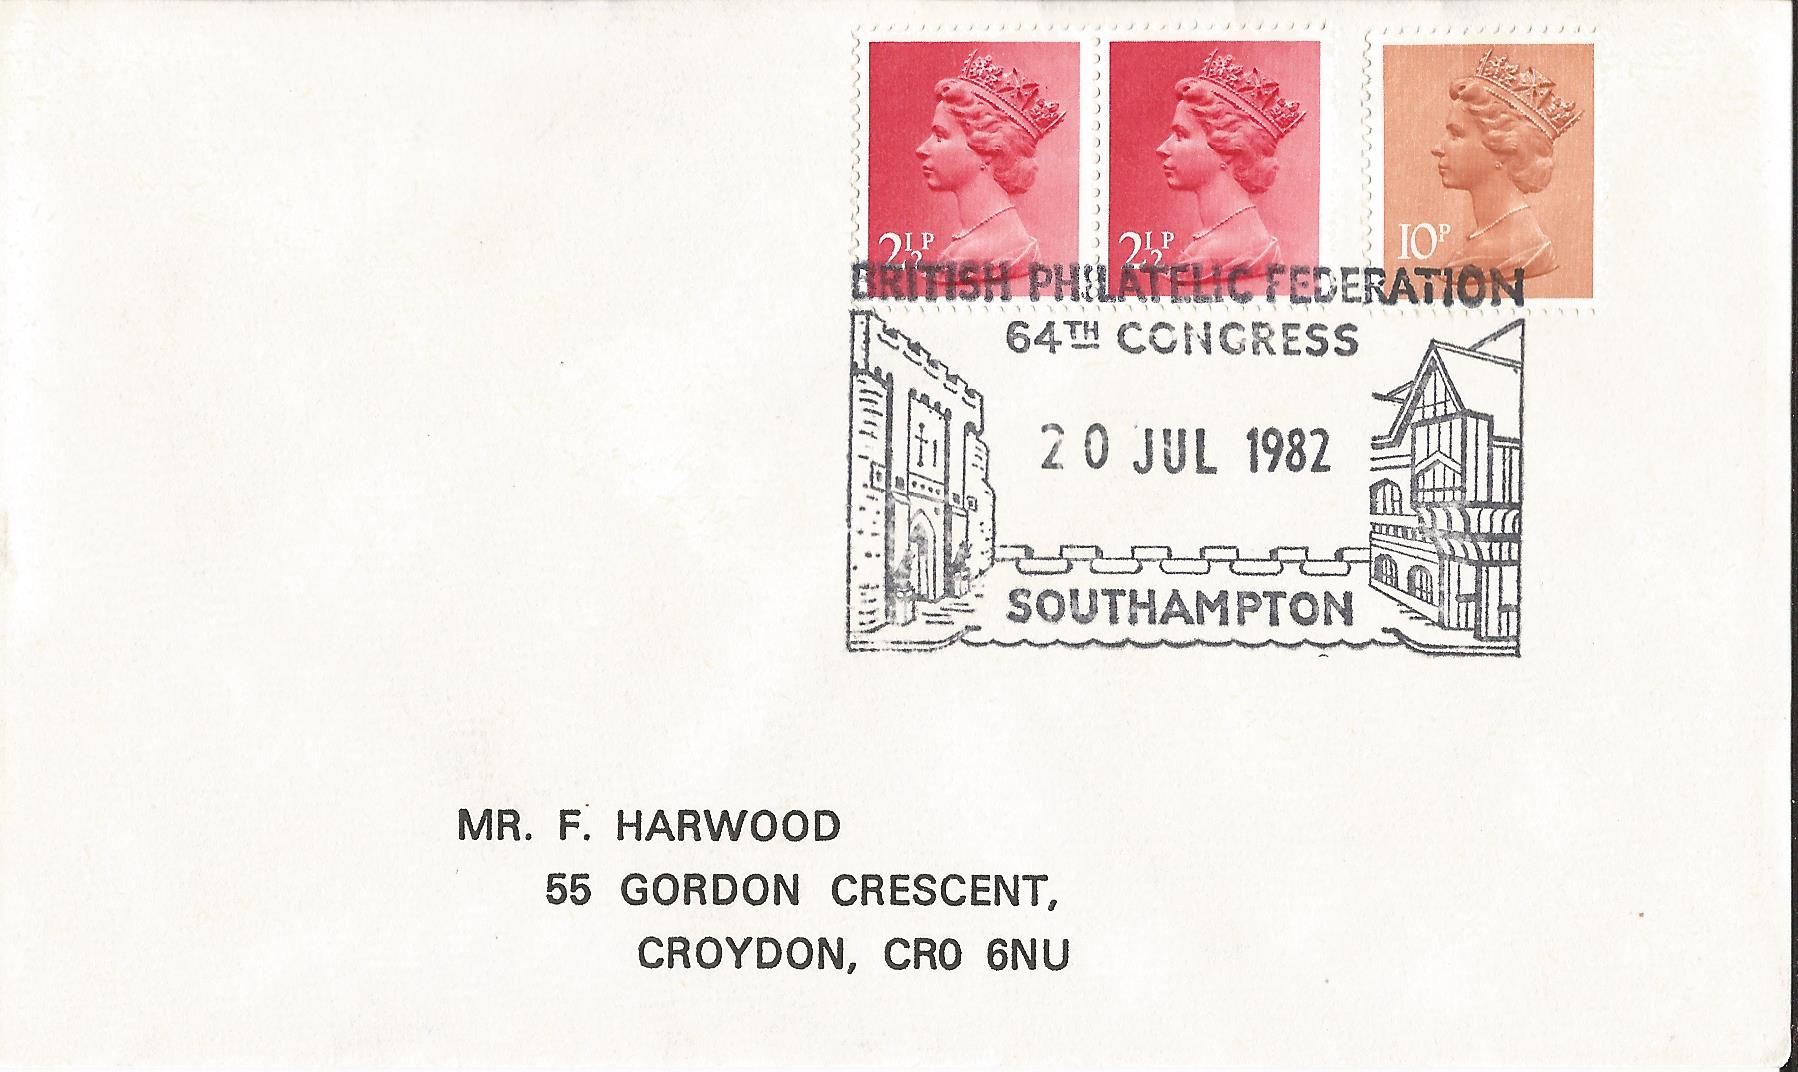 2½P 2½P 10P
BRITISH PHILATELIC FEDERATION
64TH CONGRESS
20 JUL 1982
SOUTHAMPTON
MR. F. HARWOOD
55 GORDON CRESCENT,
CROYDON, CR0 6NU